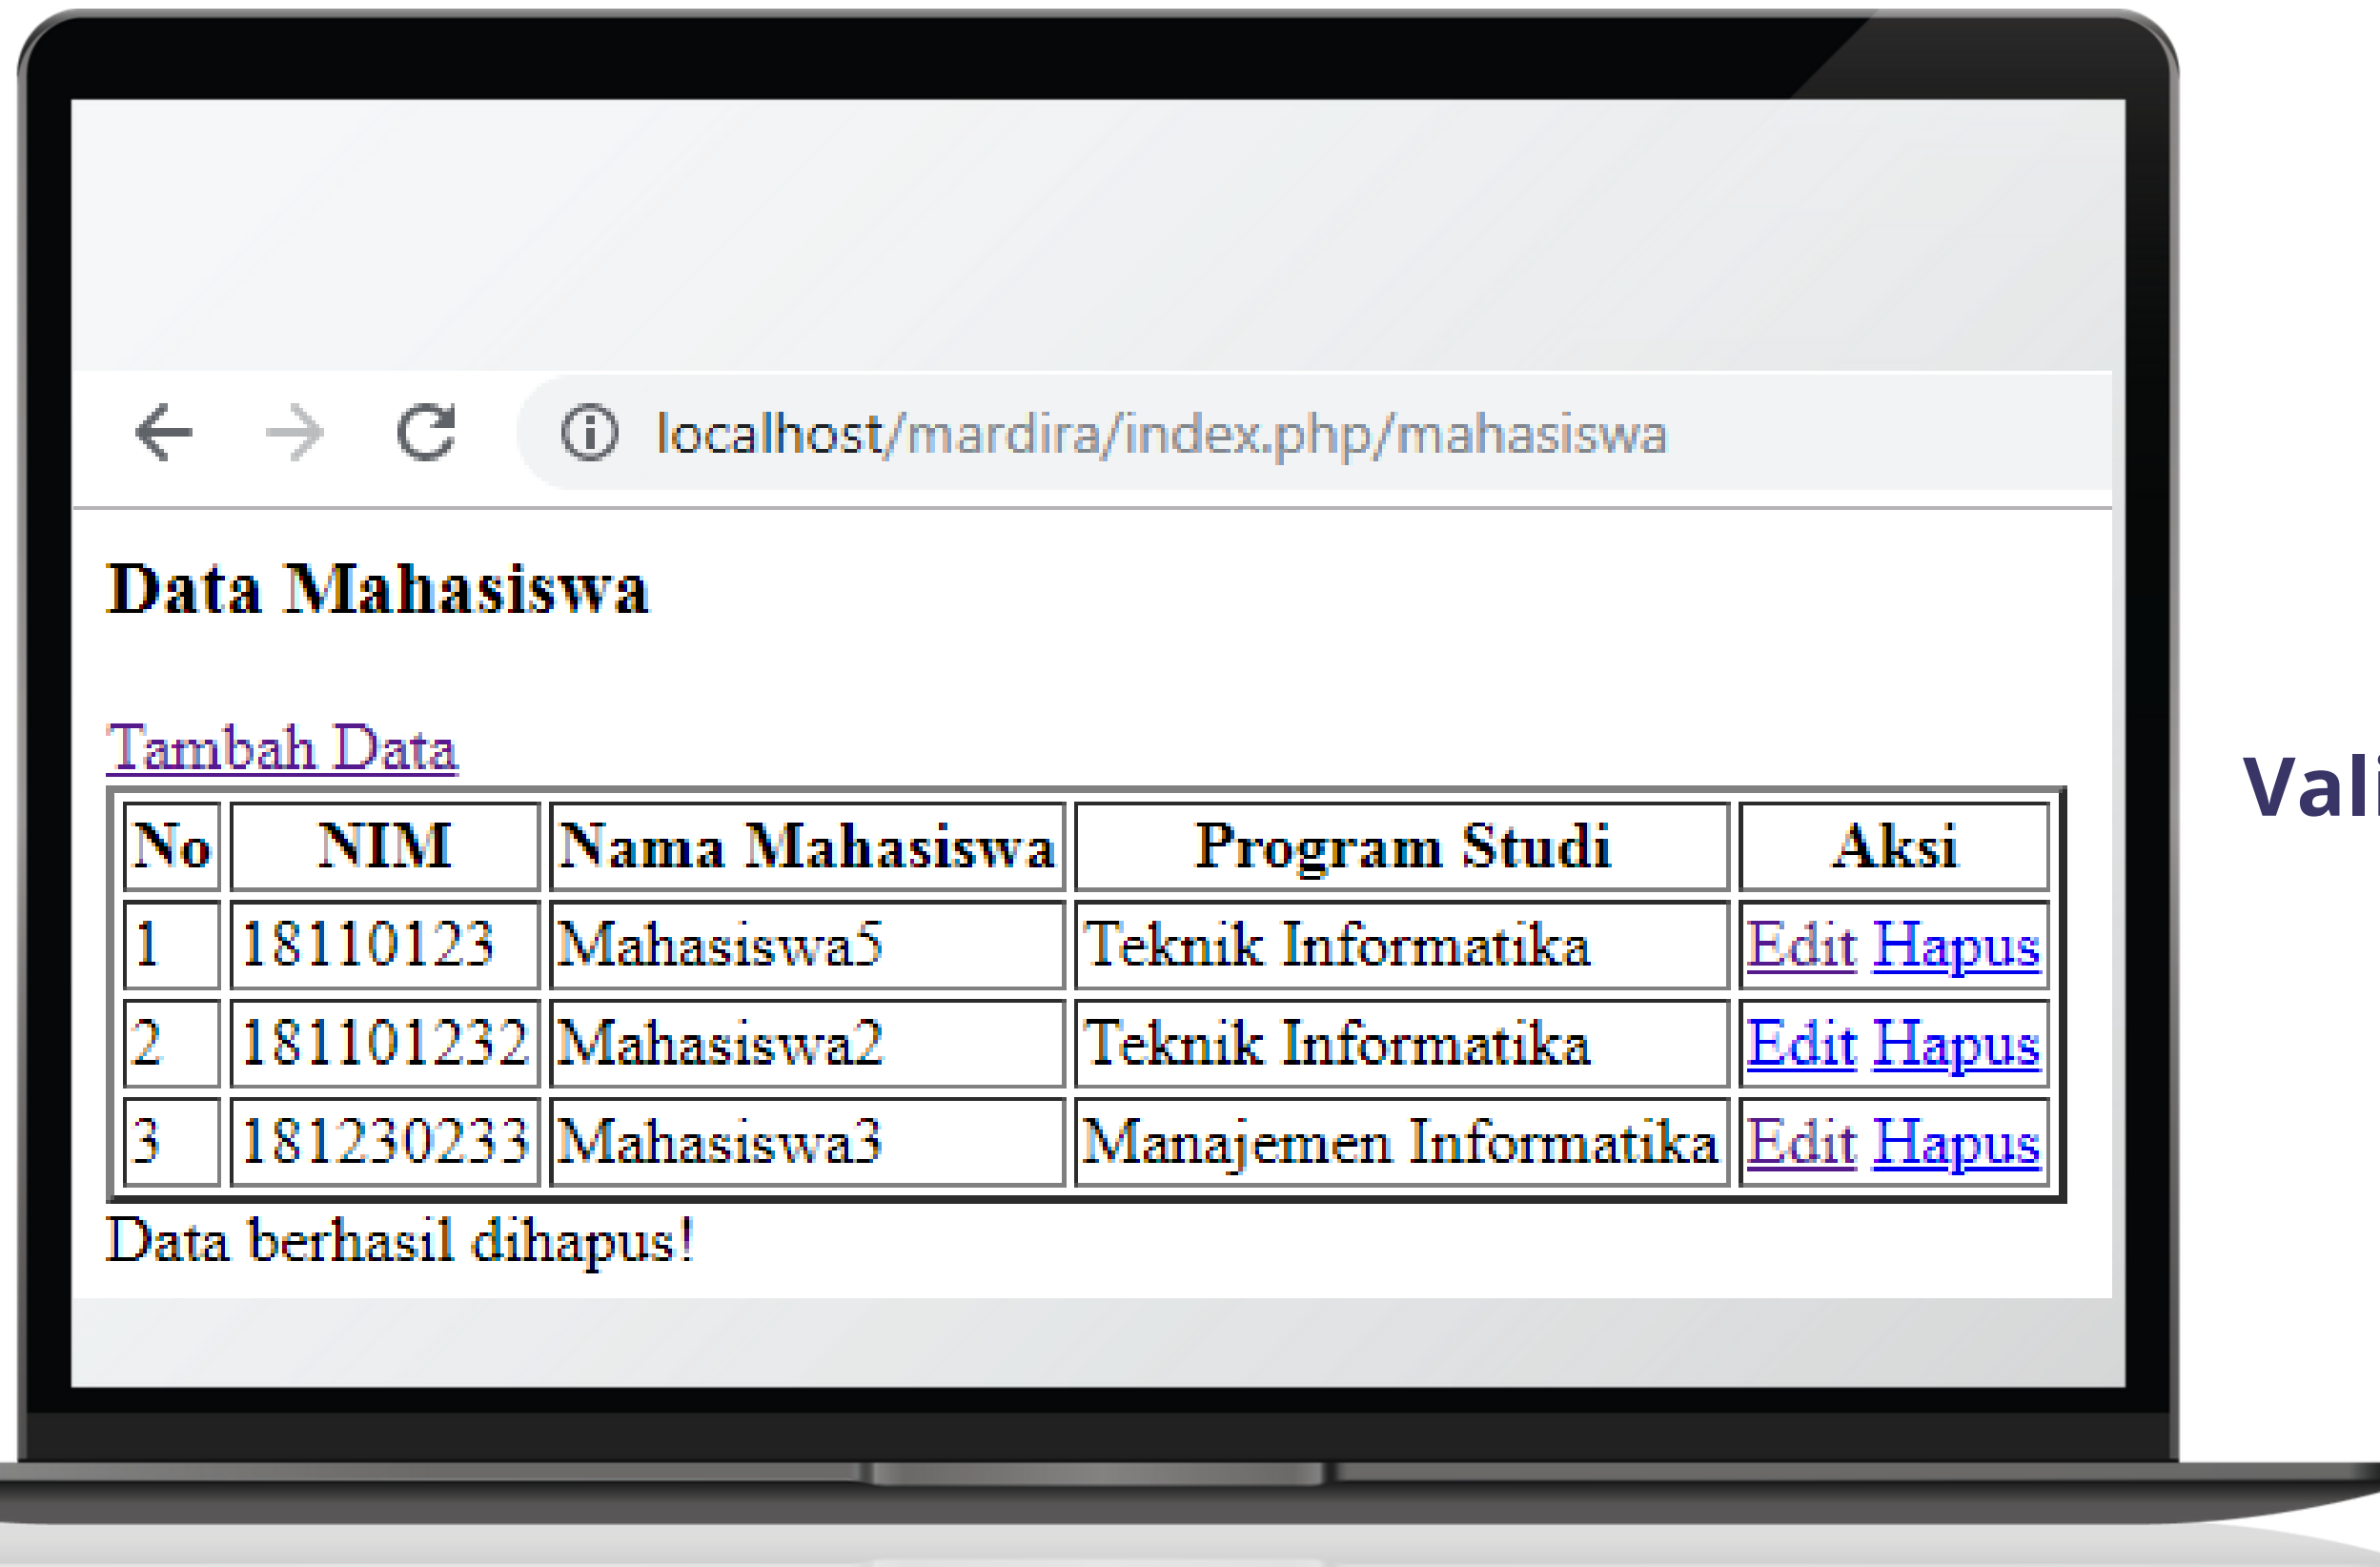 localhost/mardira/index.php/mahasiswa
Data Mahasiswa
Tambah Data
No NIM Nama Mahasiswa Program Studi Aksi
1 18110123 Mahasiswa5 Teknik Informatika Edit Hapus
2 181101232 Mahasiswa2 Teknik Informatika Edit Hapus
3 181230233 Mahasiswa3 Manajemen Informatika Edit Hapus
Data berhasil dihapus!